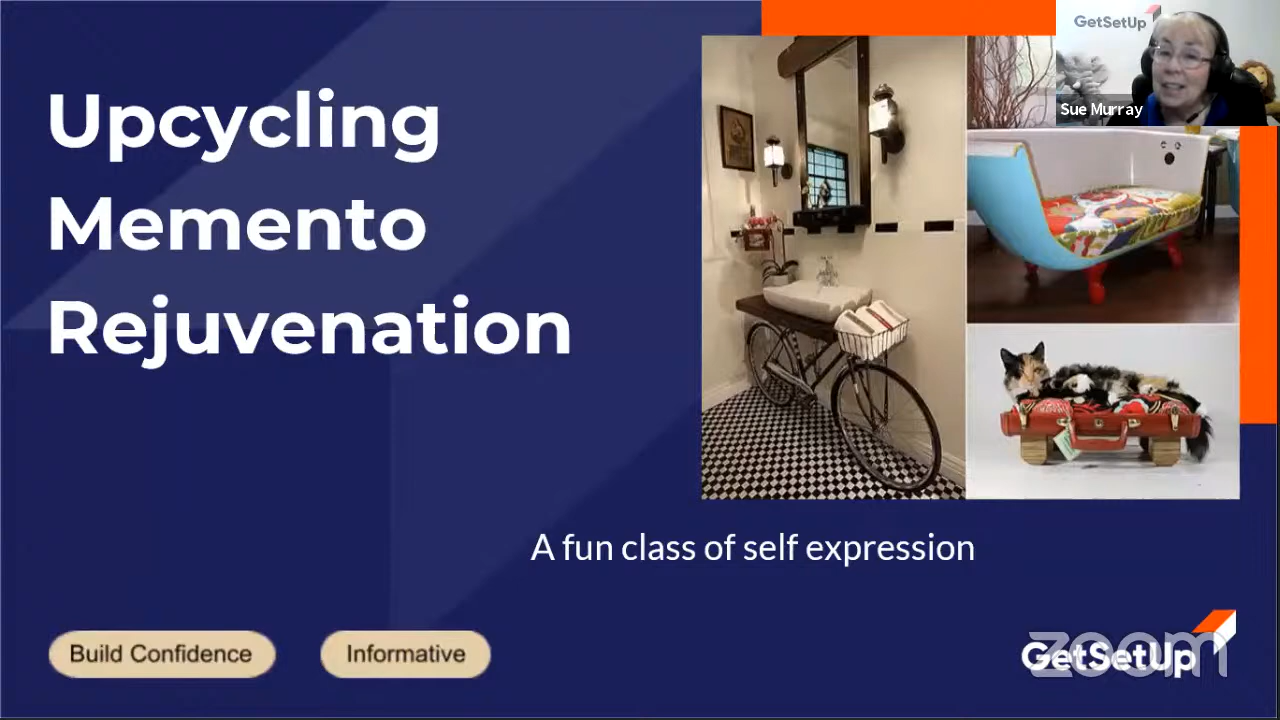 Upcycling
Memento
Rejuvenation
GetSetUp
Sue Murray
A fun class of self expression
Build Confidence
Informative
GetSetUp
zoom